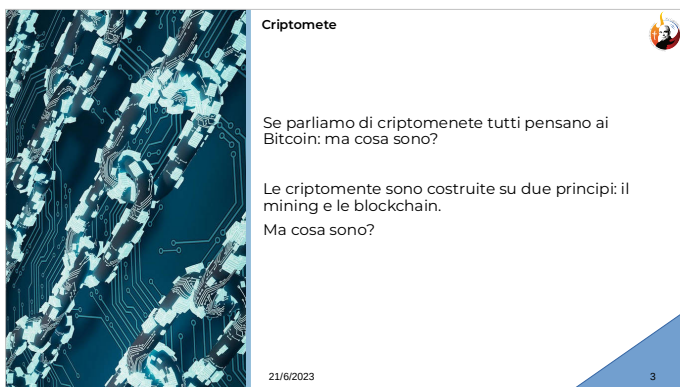 Criptomete
Se parliamo di criptomenete tutti pensano ai
Bitcoin: ma cosa sono?
Le criptomente sono costruite su due principi: il
mining e le blockchain.
Ma cosa sono?
21/6/2023
3